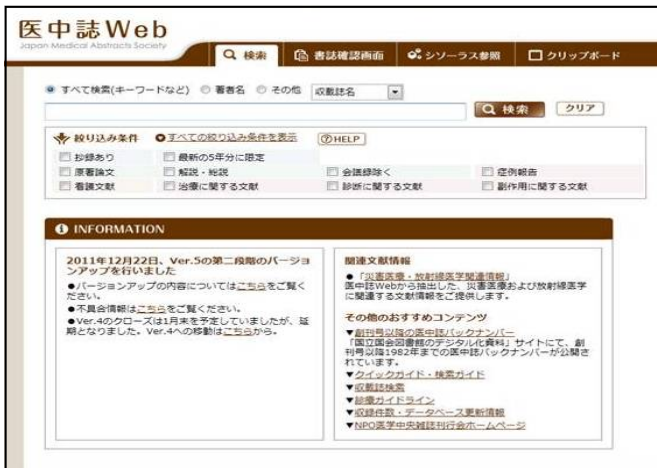 医中誌Web
Japan Medical Abstracts Society
検索 書誌確認画面 シソーラス参照 クリップボード
すべて検索(キーワードなど) 著者名 その他 収載誌名
検索 クリア
絞り込み条件 すべての絞り込み条件を表示 ?HELP
抄録あり 最新の5年分に限定
原著論文 解説・総説 会議録除く 症例報告
看護文献 治療に関する文献 診断に関する文献 副作用に関する文献
INFORMATION
2011年12月22日、Ver.5の第二段階のバージョ
ンアップを行いました
●バージョンアップの内容についてはこちらをご覧く
ださい。
●不具合情報はこちらをご覧ください。
●Ver.4のクローズは1月末を予定していましたが、延
期となりました。Ver.4への移動はこちらから。
関連文献情報
●「災害医療・放射線医学関連情報」
医中誌Webから抽出した、災害医療および放射線医学
に関連する文献情報をご提供します。
その他のおすすめコンテンツ
▼創刊号以降の医中誌バックナンバー
「国立国会図書館のデジタル化資料」サイトにて、創
刊号以降1982年までの医中誌バックナンバーが公開さ
れています。
▼クイックガイド・検索ガイド
▼収載誌検索
▼診療ガイドライン
▼収録件数・データベース更新情報
▼NPO医学中央雑誌刊行会ホームページ